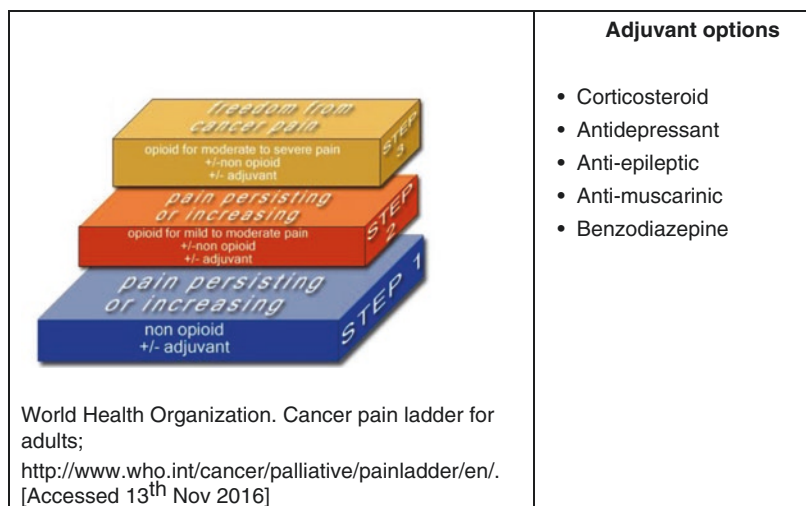 freedom from
cancer pain
opioid for moderate to severe pain
+/-non opioid
+/- adjuvant
STEP 3
pain persisting
or increasing
opioid for mild to moderate pain
+/-non opioid
+/- adjuvant
STEP 2
pain persisting
or increasing
non opioid
+/- adjuvant
STEP 1
World Health Organization. Cancer pain ladder for
adults;
http://www.who.int/cancer/palliative/painladder/en/.
[Accessed 13th Nov 2016]
Adjuvant options
• Corticosteroid
• Antidepressant
• Anti-epileptic
• Anti-muscarinic
• Benzodiazepine